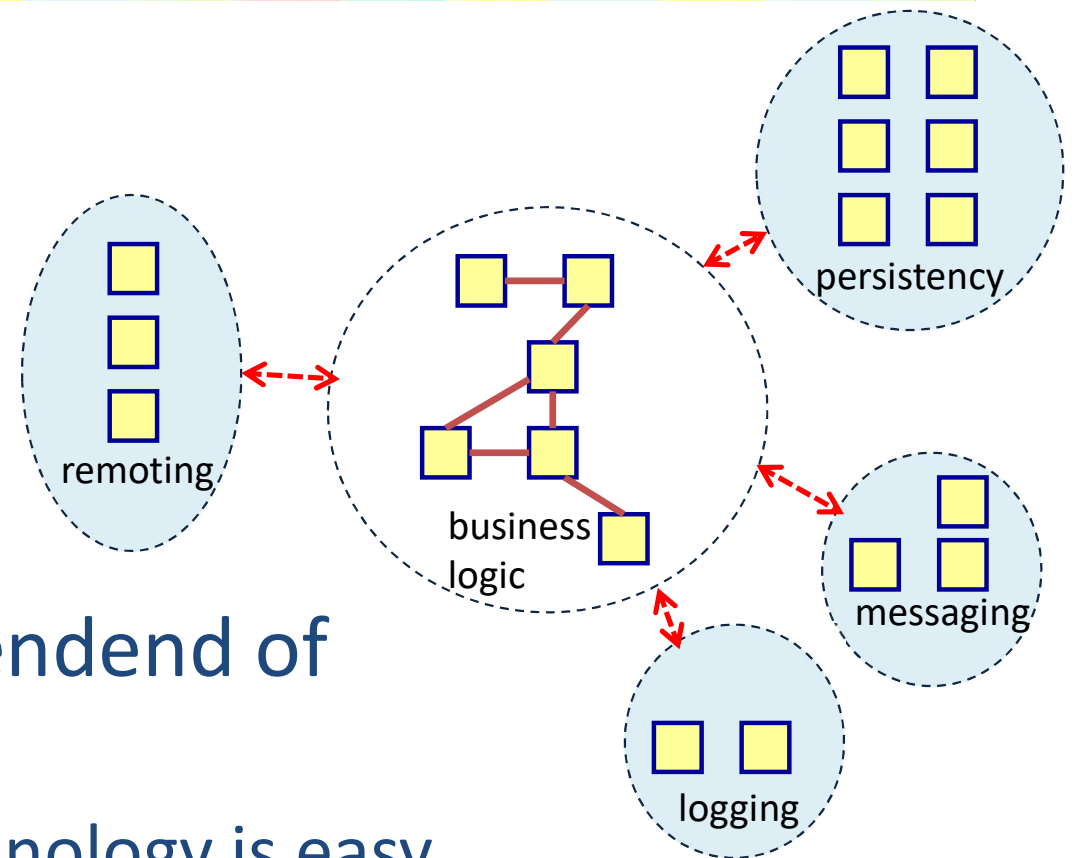 persistency
remoting
business
logic
messaging
endend of
logging
nology is easy